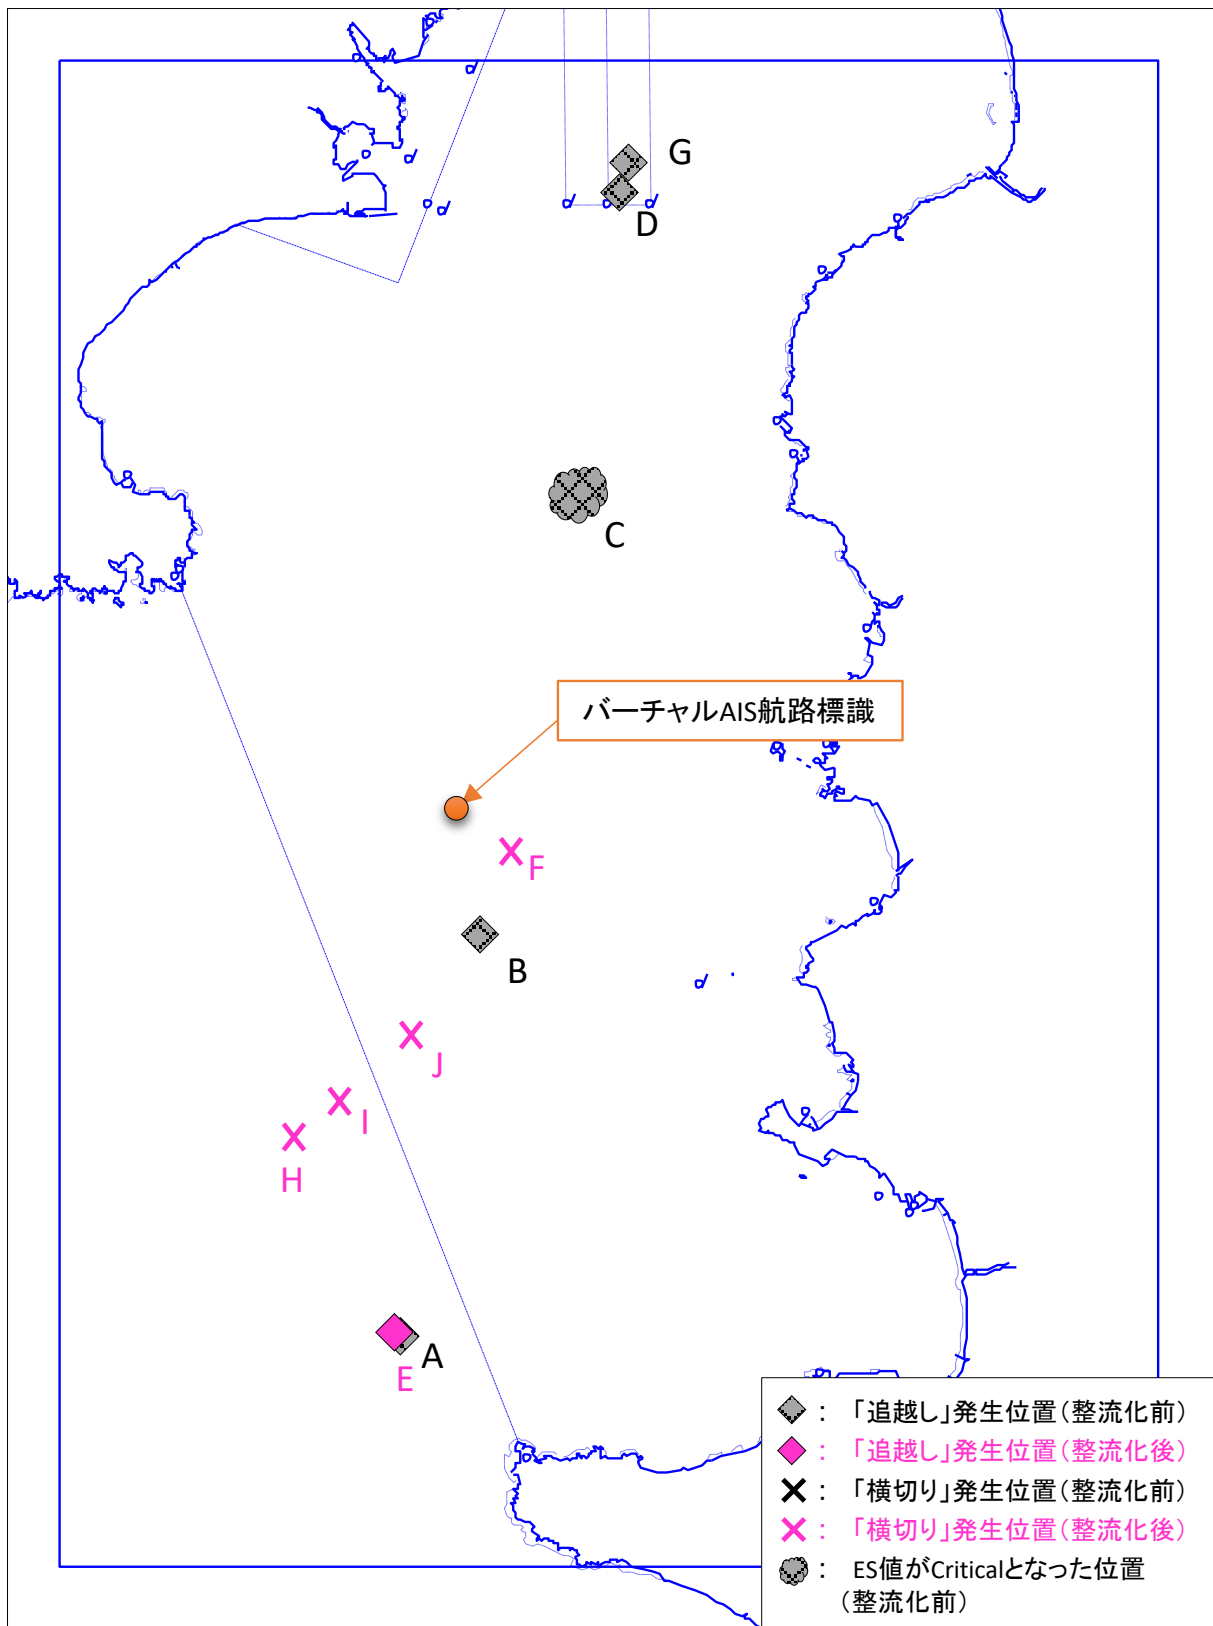 G
D
C
バーチャルAIS航路標識
F
B
J
I
H
A
E
： 「追越し」発生位置（整流化前）
： 「追越し」発生位置（整流化後）
： 「横切り」発生位置（整流化前）
： 「横切り」発生位置（整流化後）
： ES値がCriticalとなった位置
（整流化前）